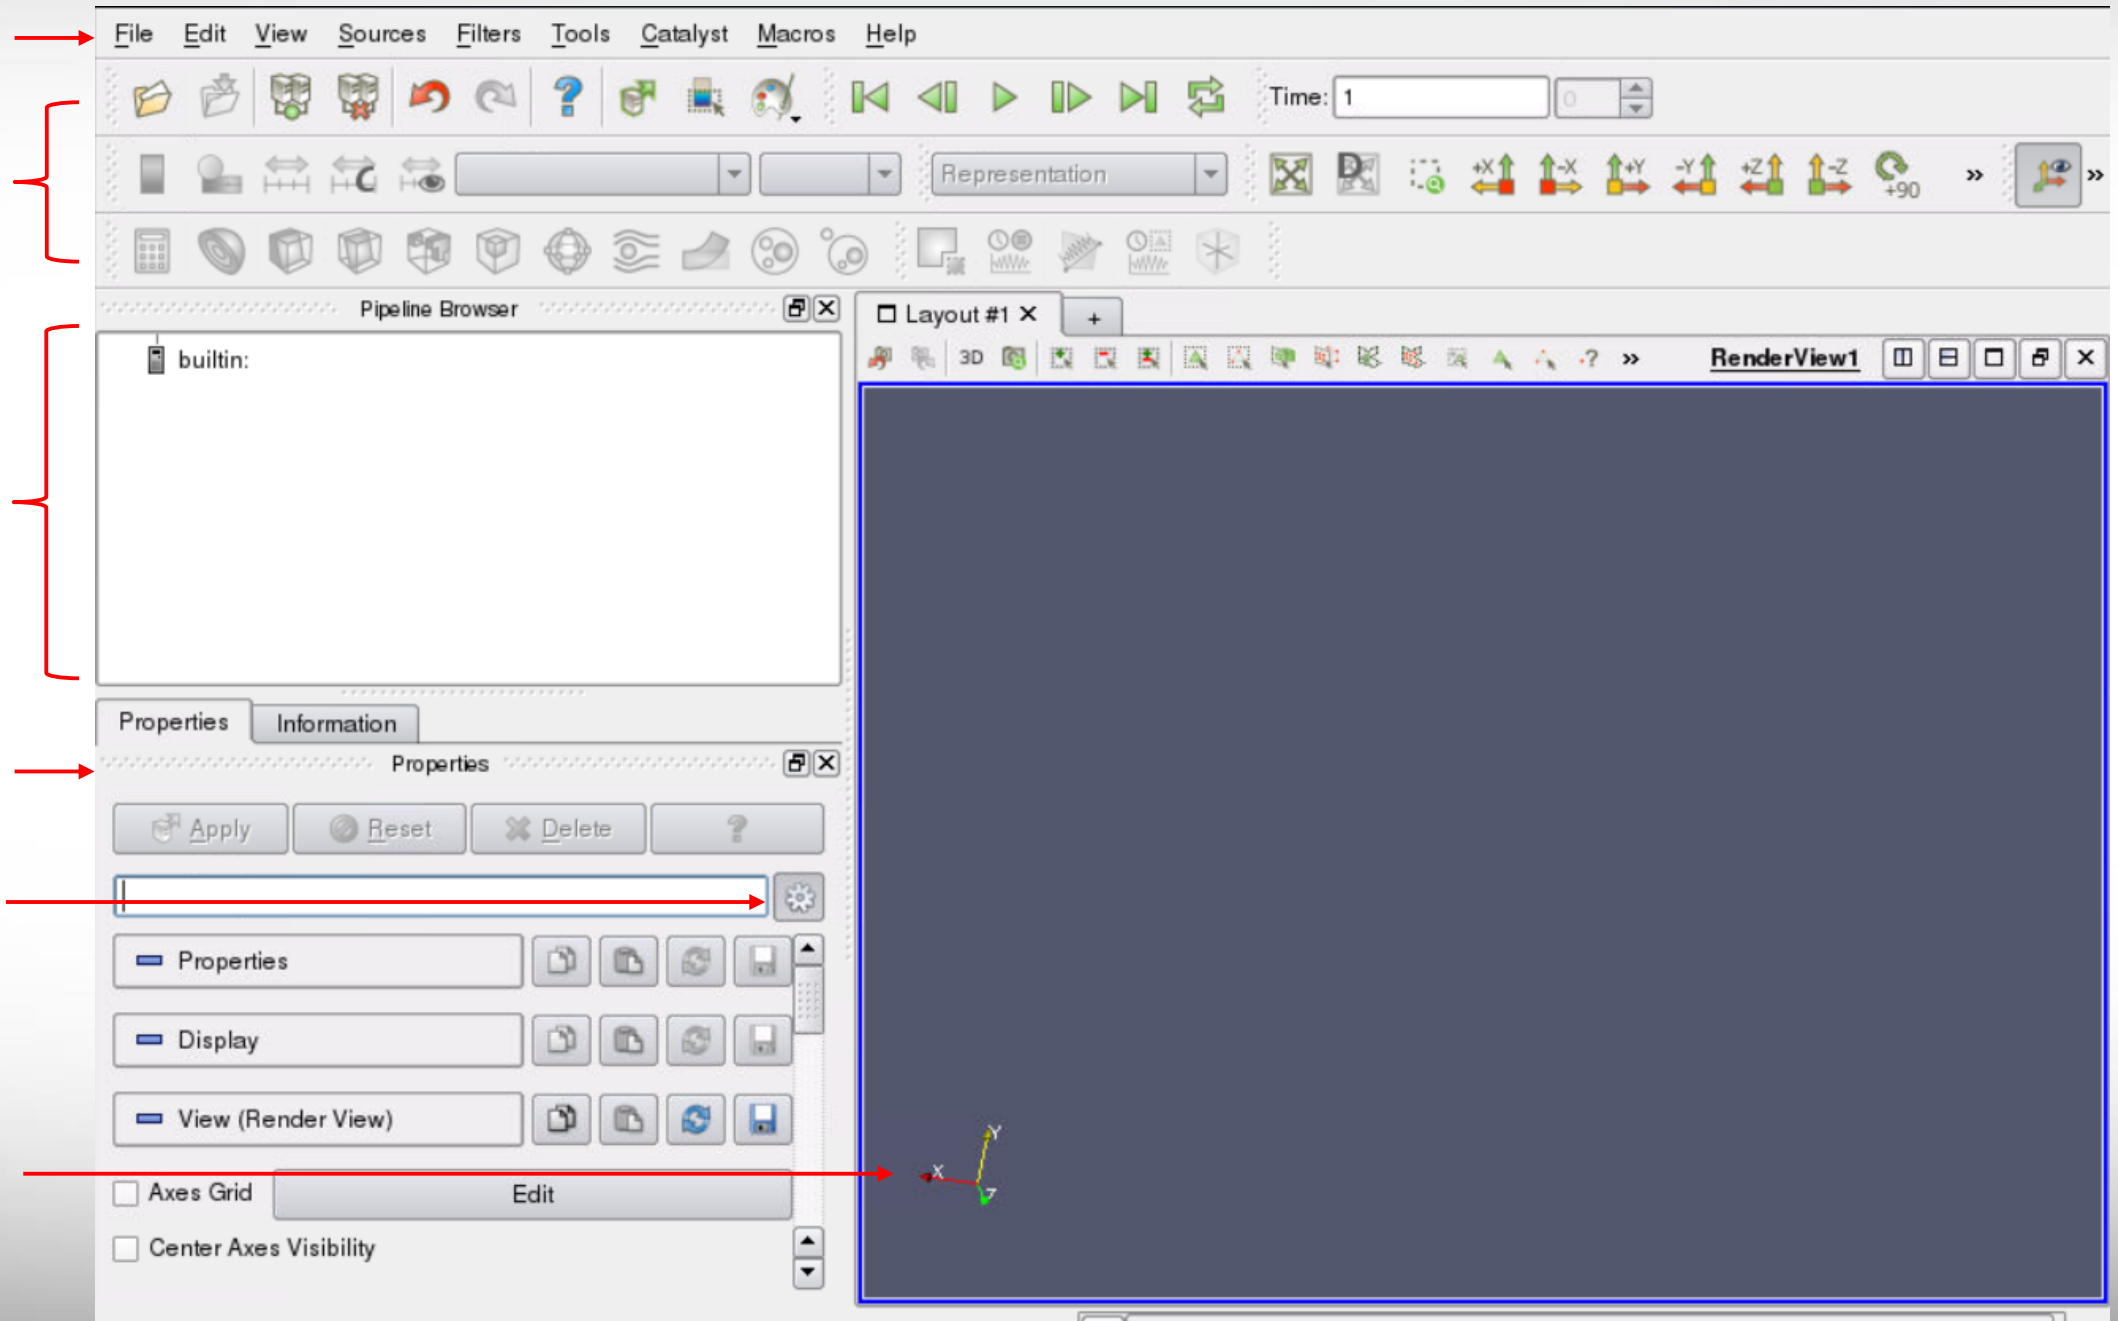 File Edit View Sources Filters Tools Catalyst Macros Help
? Time: 1 0
C Representation D +X -X +Y -Y +Z -Z +90 » »
Pipeline Browser
builtin:
Layout #1 +
3D ? » RenderView1
Properties Information
Properties
Apply Reset Delete ?
Properties
Display
View (Render View)
Axes Grid Edit
Center Axes Visibility
Y
X
Z